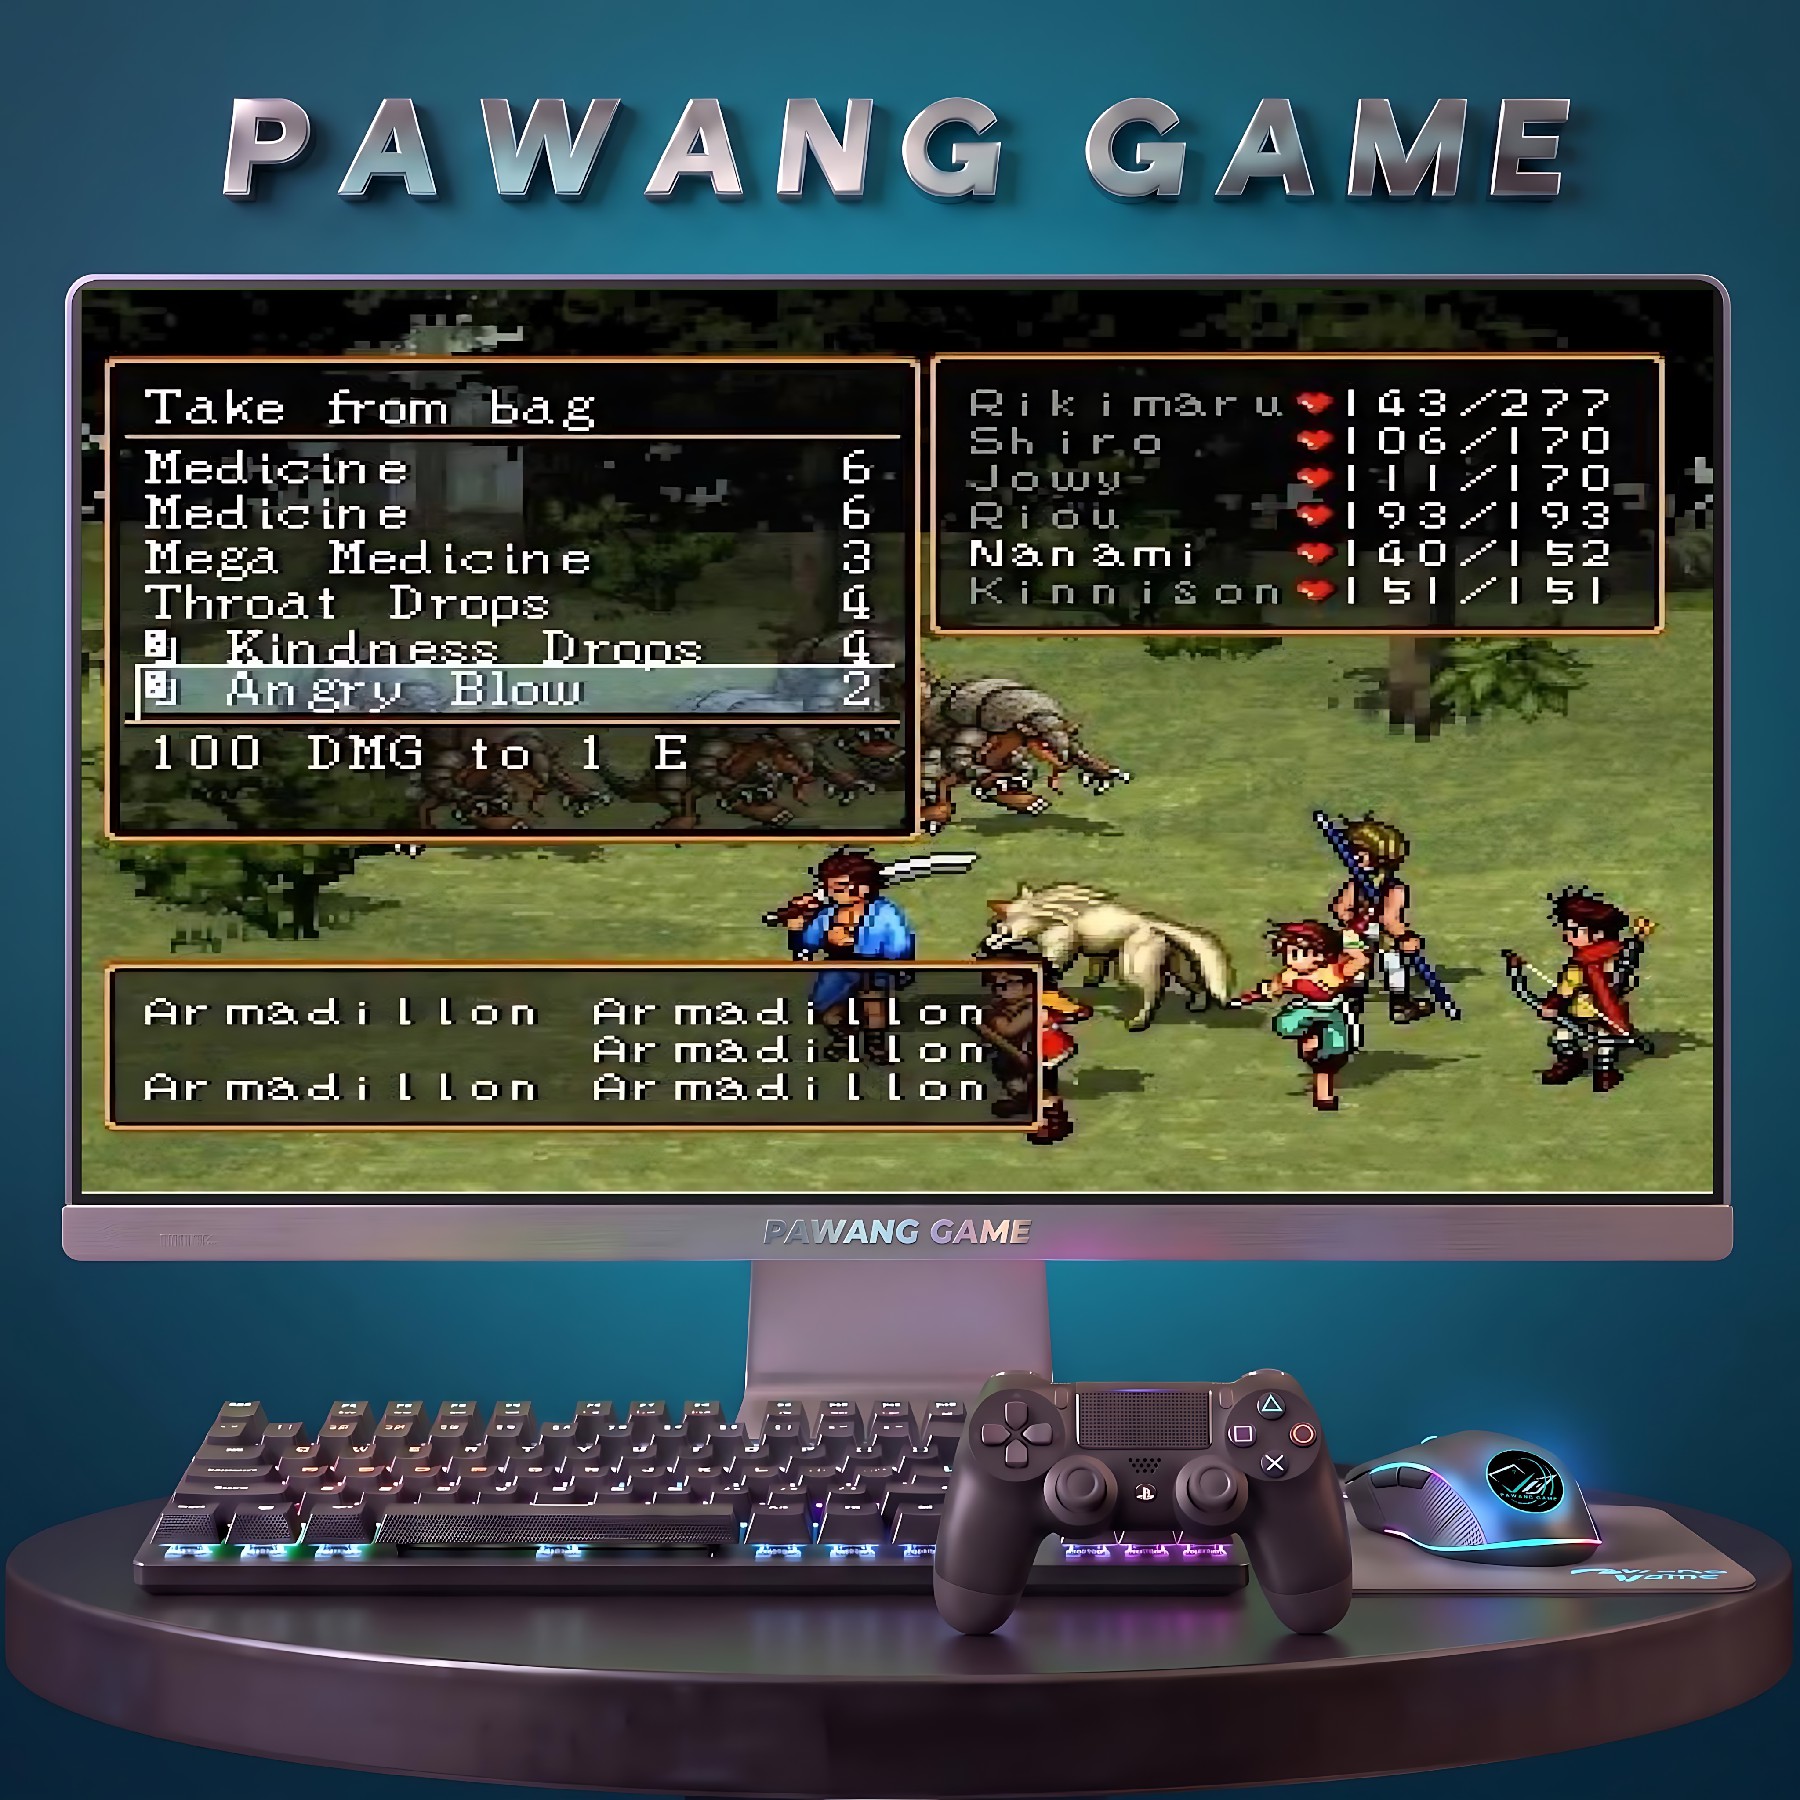 PAWANG GAME
Take from bag
Medicine 6
Medicine 6
Mega Medicine 3
Throat Drops 4
Kindness Drops 4
Angry Blow 2
100 DMG to 1 E
Rikimaru 143/277
Shiro 106/170
Jowy 111/170
Riou 193/193
Nanami 140/152
Kinnison 151/151
Armadillon Armadillon
Armadillon
Armadillon Armadillon
PAWANG GAME
PAWANG GAME